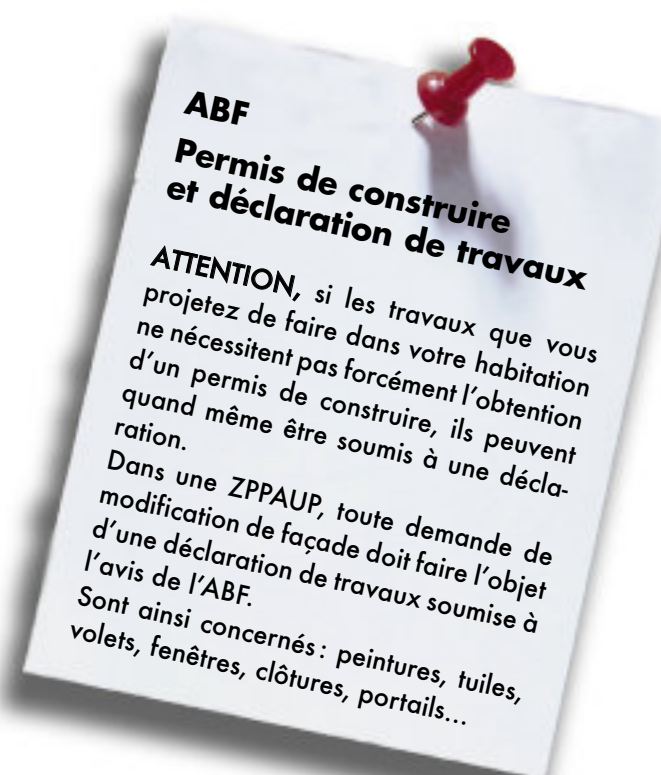 ABF
Permis de construire
et déclaration de travaux
ATTENTION, si les travaux que vous
projetez de faire dans votre habitation
ne nécessitent pas forcément l'obtention
d'un permis de construire, ils peuvent
quand même être soumis à une décla-
ration.
Dans une ZPPAUP, toute demande de
modification de façade doit faire l'objet
d'une déclaration de travaux soumise à
l'avis de l'ABF.
Sont ainsi concernés : peintures, tuiles,
volets, fenêtres, clôtures, portails...